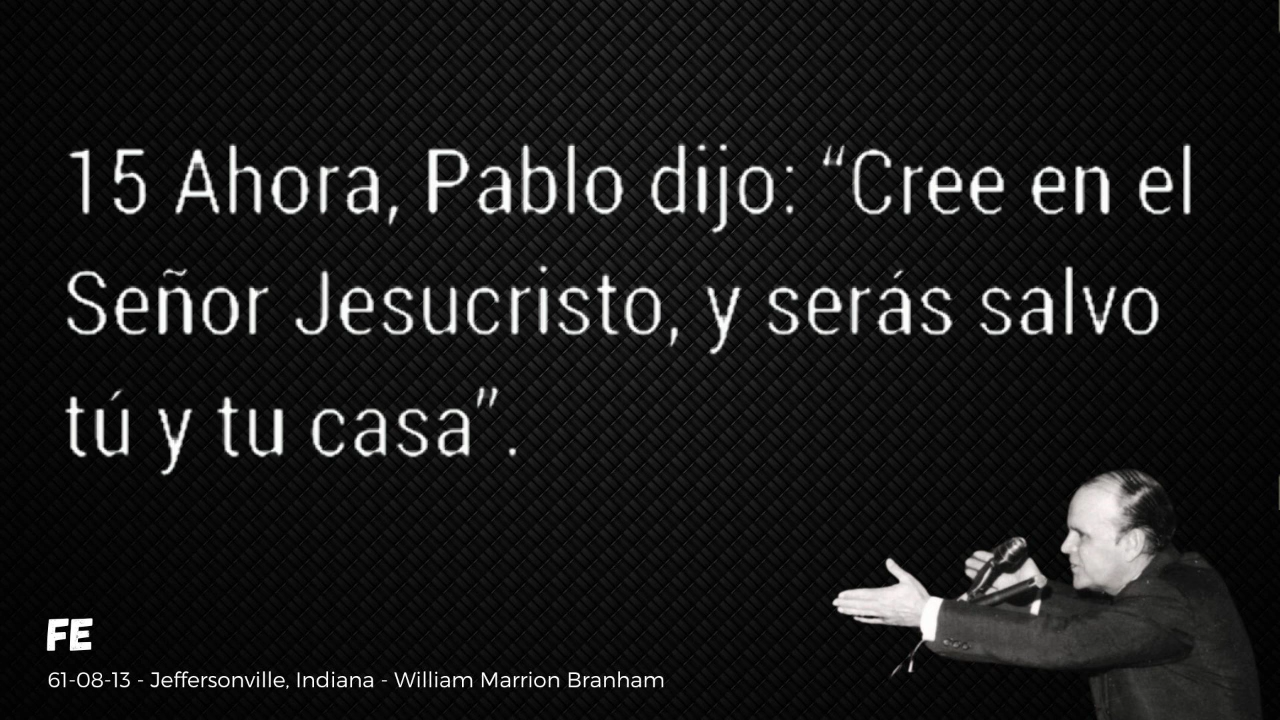 15 Ahora, Pablo dijo: “Cree en el
Señor Jesucristo, y serás salvo
tú y tu casa”.
FE
61-08-13 - Jeffersonville, Indiana - William Marrion Branham